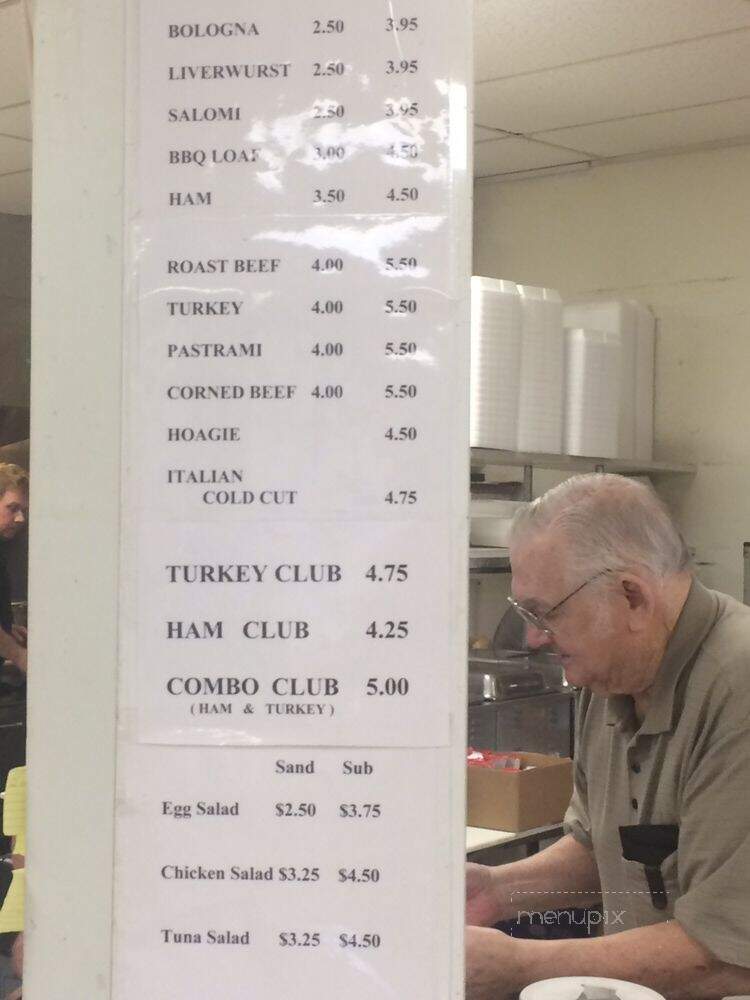 BOLOGNA 2.50 3.95
LIVERWURST 2.50 3.95
SALOMI 2.50 3.95
BBQ LOAF 3.00 4.50
HAM 3.50 4.50
ROAST BEEF 4.00 5.50
TURKEY 4.00 5.50
PASTRAMI 4.00 5.50
CORNED BEEF 4.00 5.50
HOAGIE 4.50
ITALIAN
COLD CUT 4.75
TURKEY CLUB 4.75
HAM CLUB 4.25
COMBO CLUB 5.00
( HAM & TURKEY )
Sand Sub
Egg Salad $2.50 $3.75
Chicken Salad $3.25 $4.50
Tuna Salad $3.25 $4.50
menupix